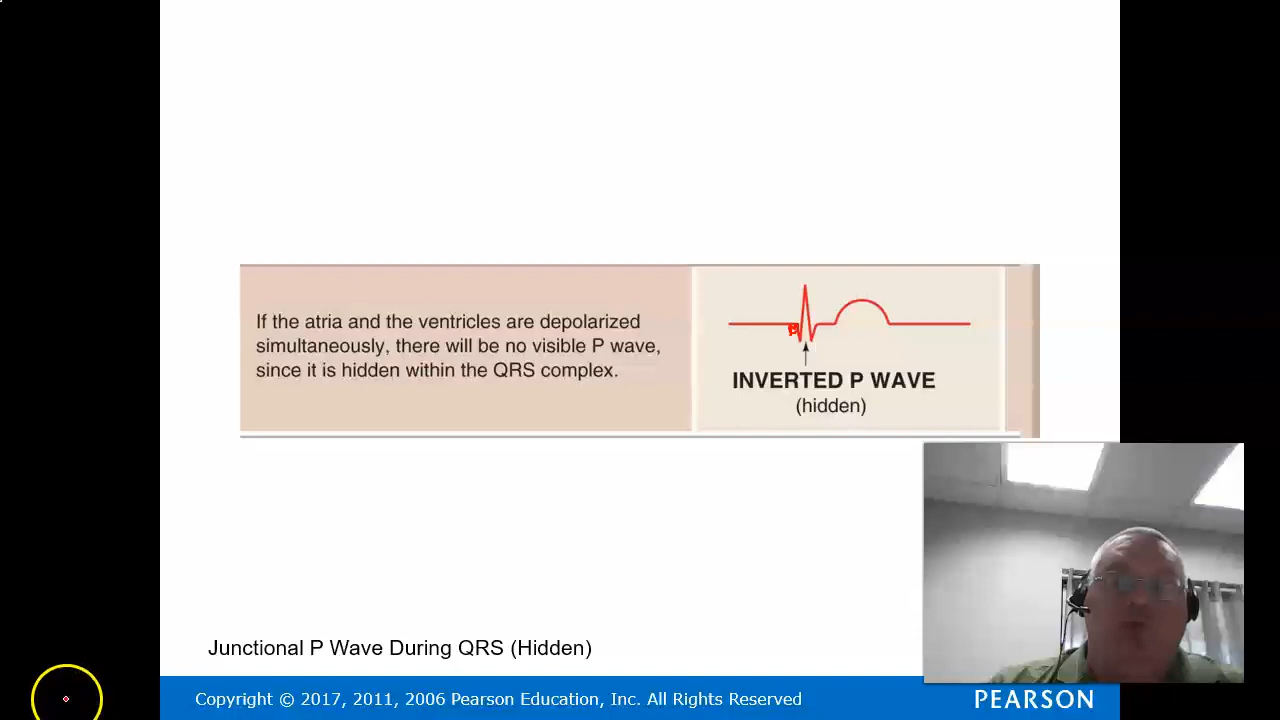 If the atria and the ventricles are depolarized
simultaneously, there will be no visible P wave,
since it is hidden within the QRS complex.
INVERTED P WAVE
(hidden)
Junctional P Wave During QRS (Hidden)
Copyright © 2017, 2011, 2006 Pearson Education, Inc. All Rights Reserved
PEARSON